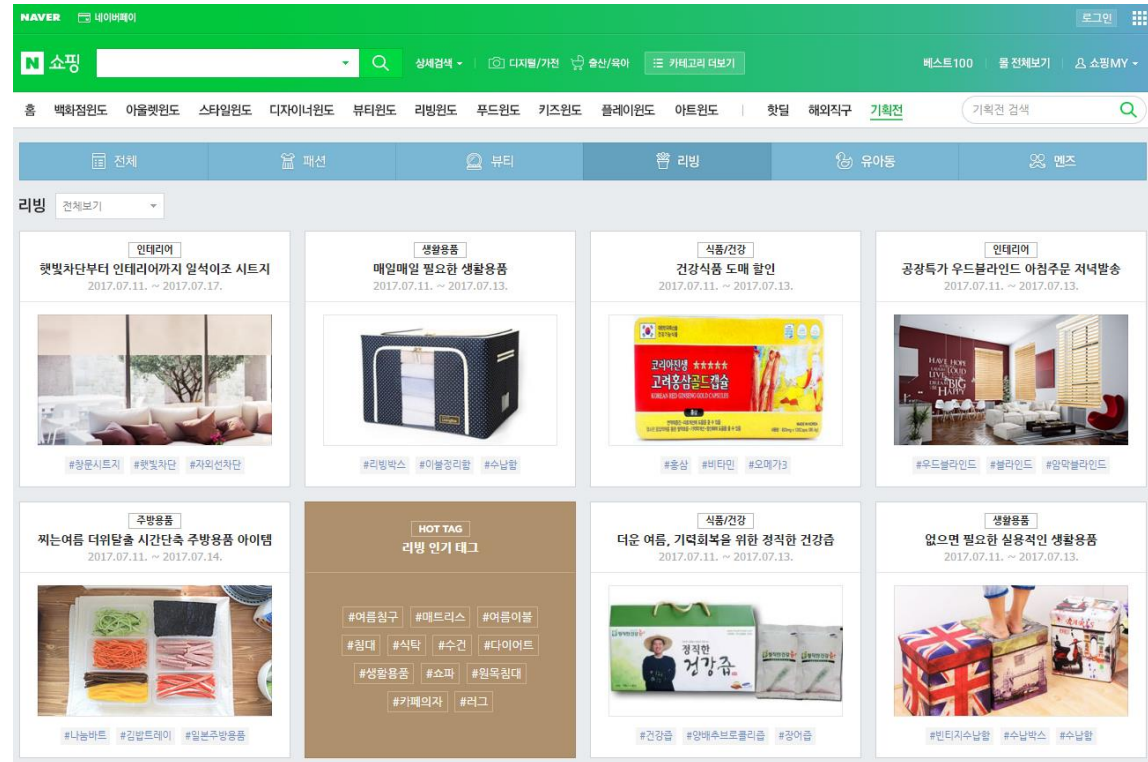 NAVER 네이버페이 로그인
N 쇼핑 상세검색 디지털/가전 출산/육아 카테고리 더보기 베스트100 몰 전체보기 쇼핑MY
홈 백화점윈도 아울렛윈도 스타일윈도 디자이너윈도 뷰티윈도 리빙윈도 푸드윈도 키즈윈도 플레이윈도 아트윈도 핫딜 해외직구 기획전 기획전 검색
전체 패션 뷰티 리빙 유아동 멘즈
리빙 전체보기
인테리어
햇빛차단부터 인테리어까지 일석이조 시트지
2017.07.11. ~ 2017.07.17.
#창문시트지 #햇빛차단 #자외선차단
생활용품
매일매일 필요한 생활용품
2017.07.11. ~ 2017.07.13.
#리빙박스 #이불정리함 #수납함
식품/건강
건강식품 도매 할인
2017.07.11. ~ 2017.07.13.
코리아진생 ★★★★★
고려홍삼골드캡슐
KOREAN RED GINSENG GOLD CAPSULES
홍삼
#홍삼 #비타민 #오메가3
인테리어
공장특가 우드블라인드 아침주문 저녁발송
2017.07.11. ~ 2017.07.13.
HAVE HOPE
LOUD
LIVE
BIG
HAPPY
#우드블라인드 #블라인드 #암막블라인드
주방용품
찌는여름 더위탈출 시간단축 주방용품 아이템
2017.07.11. ~ 2017.07.14.
#나눔바트 #김밥트레이 #일본주방용품
HOT TAG
리빙 인기 태그
#여름침구 #매트리스 #여름이불
#침대 #식탁 #수건 #다이어트
#생활용품 #쇼파 #원목침대
#카페의자 #러그
식품/건강
더운 여름, 기력회복을 위한 정직한 건강즙
2017.07.11. ~ 2017.07.13.
정직한
건강즙
#건강즙 #양배추브로콜리즙 #장어즙
생활용품
없으면 필요한 실용적인 생활용품
2017.07.11. ~ 2017.07.13.
#빈티지수납함 #수납박스 #수납함